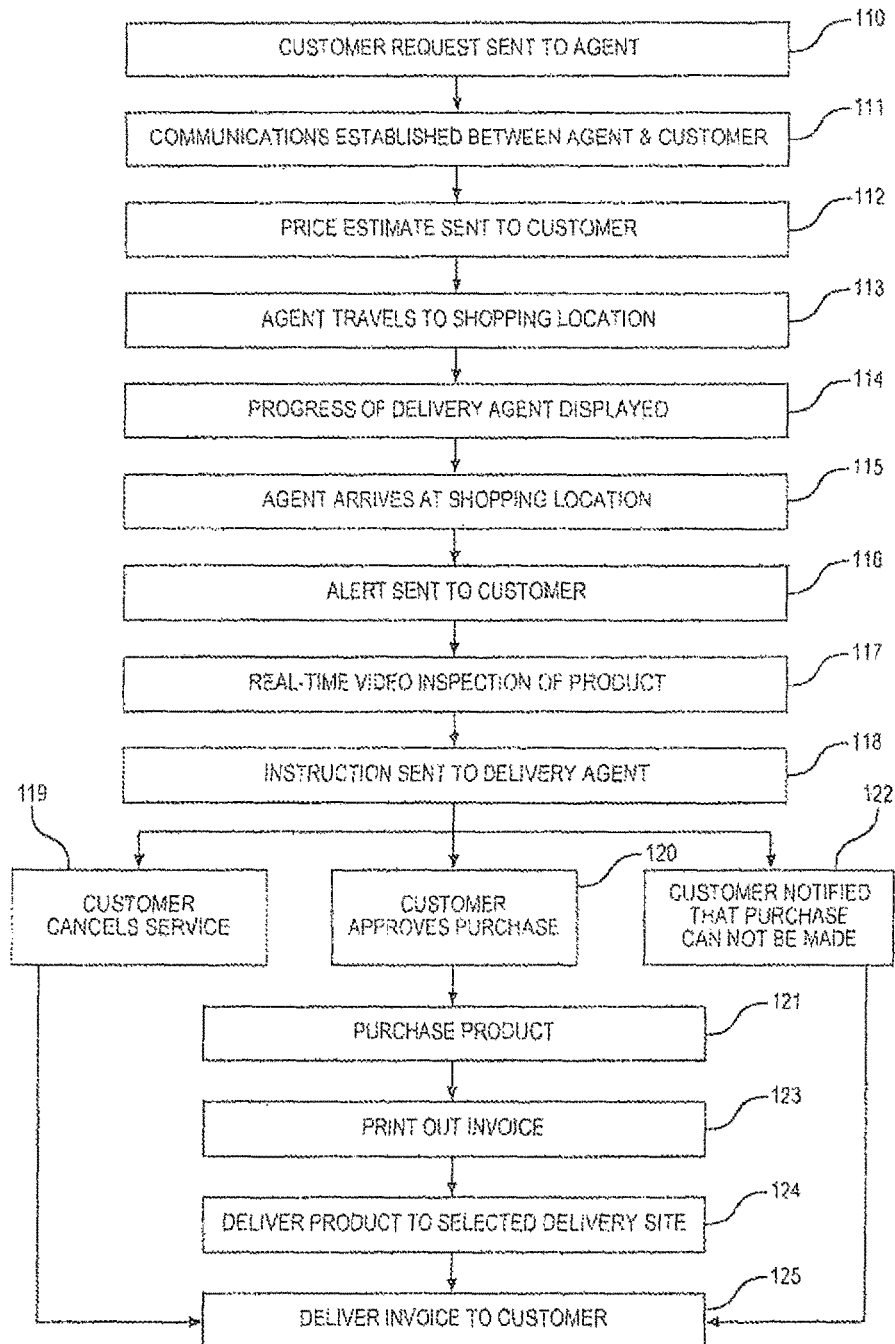 110
CUSTOMER REQUEST SENT TO AGENT
111
COMMUNICATIONS ESTABLISHED BETWEEN AGENT & CUSTOMER
112
PRICE ESTIMATE SENT TO CUSTOMER
113
AGENT TRAVELS TO SHOPPING LOCATION
114
PROGRESS OF DELIVERY AGENT DISPLAYED
115
AGENT ARRIVES AT SHOPPING LOCATION
116
ALERT SENT TO CUSTOMER
117
REAL-TIME VIDEO INSPECTION OF PRODUCT
118
INSTRUCTION SENT TO DELIVERY AGENT
119
CUSTOMER
CANCELS SERVICE
120
CUSTOMER
APPROVES PURCHASE
122
CUSTOMER NOTIFIED
THAT PURCHASE
CAN NOT BE MADE
121
PURCHASE PRODUCT
123
PRINT OUT INVOICE
124
DELIVER PRODUCT TO SELECTED DELIVERY SITE
125
DELIVER INVOICE TO CUSTOMER